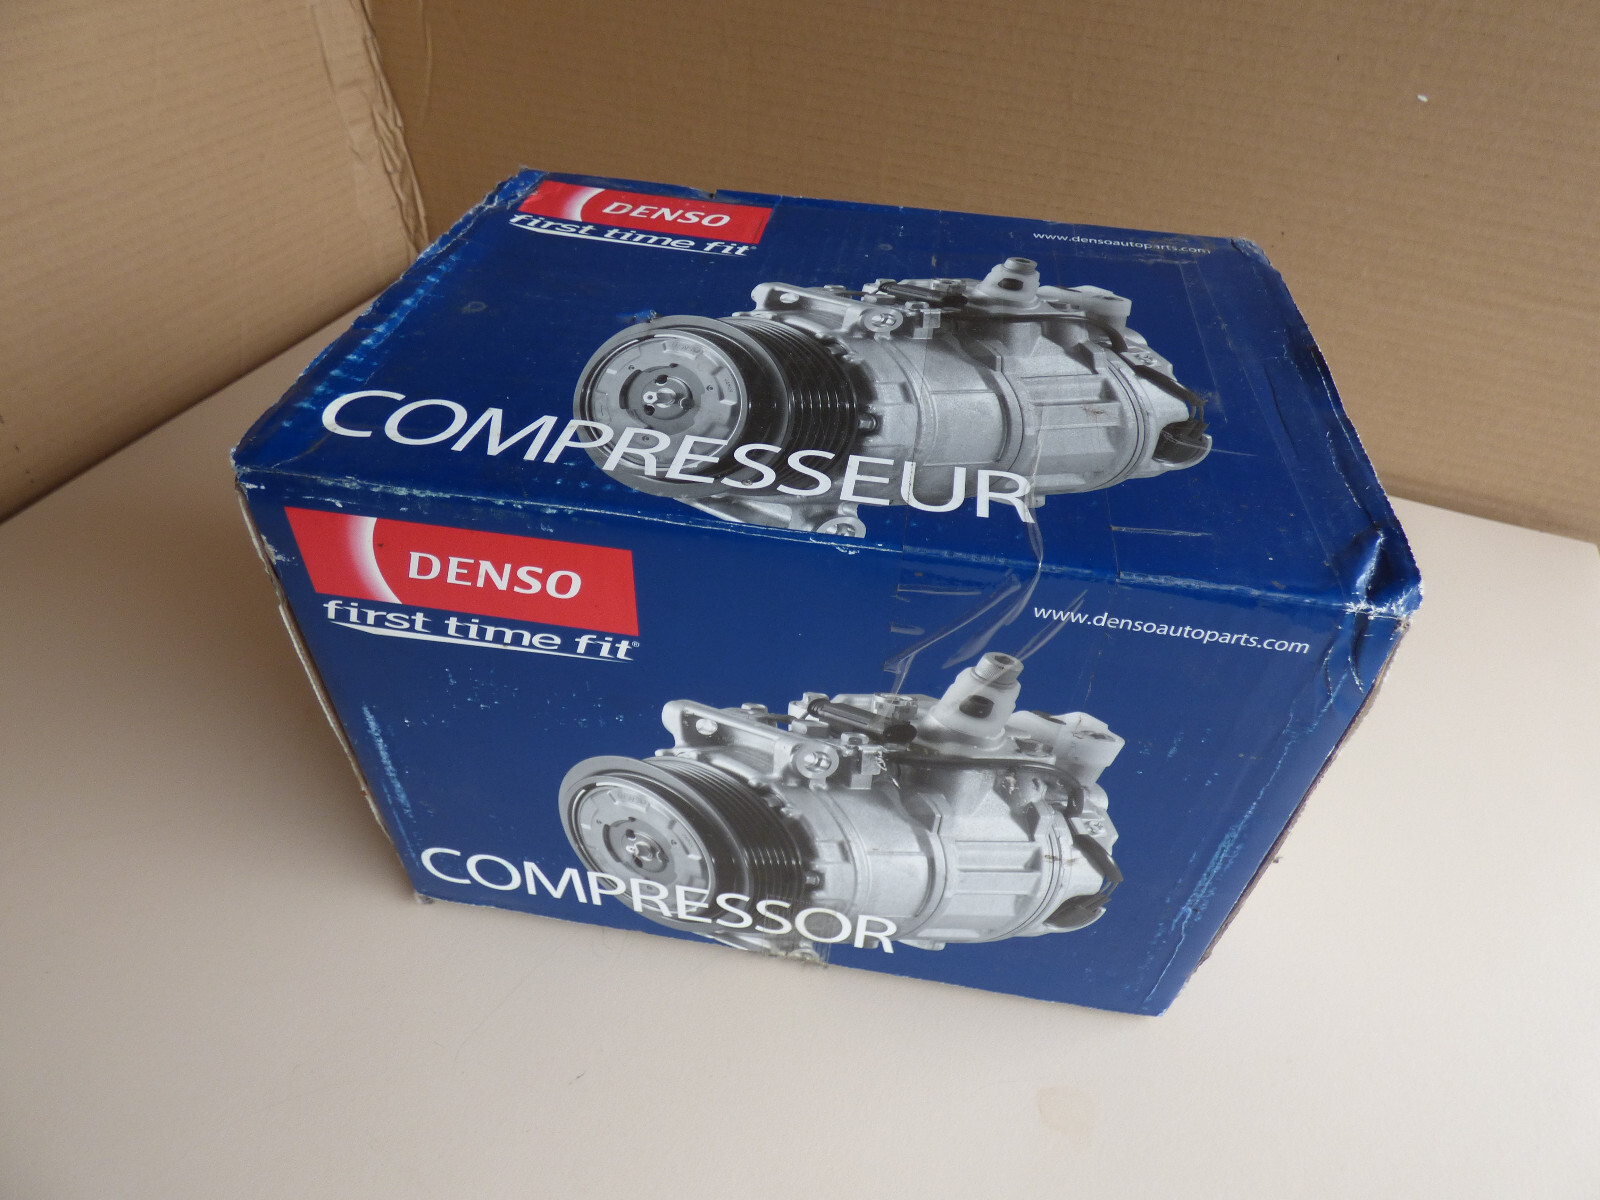 DENSO
first time fit®
www.densoautoparts.com
COMPRESSEUR
DENSO
first time fit®
www.densoautoparts.com
COMPRESSOR